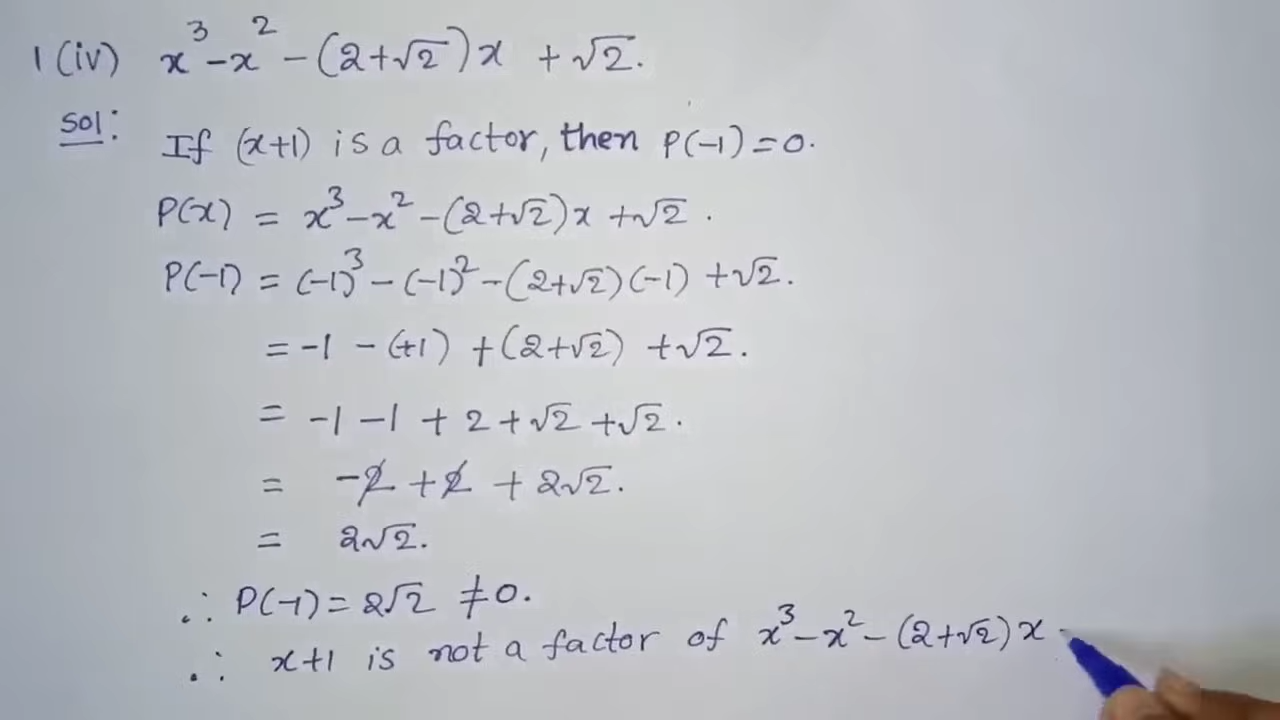 1 (iv) x³-x²-(2+√2)x +√2.
Sol: If (x+1) is a factor, then P(-1)=0.
P(x) = x³-x²-(2+√2)x +√2.
P(-1) = (-1)³-(-1)²-(2+√2)(-1) +√2.
= -1 -(+1) +(2+√2) +√2.
= -1 -1 + 2+√2 +√2.
= -2 +2 + 2√2.
= 2√2.
∴ P(-1) = 2√2 ≠0.
∴ x+1 is not a factor of x³-x²-(2+√2)x